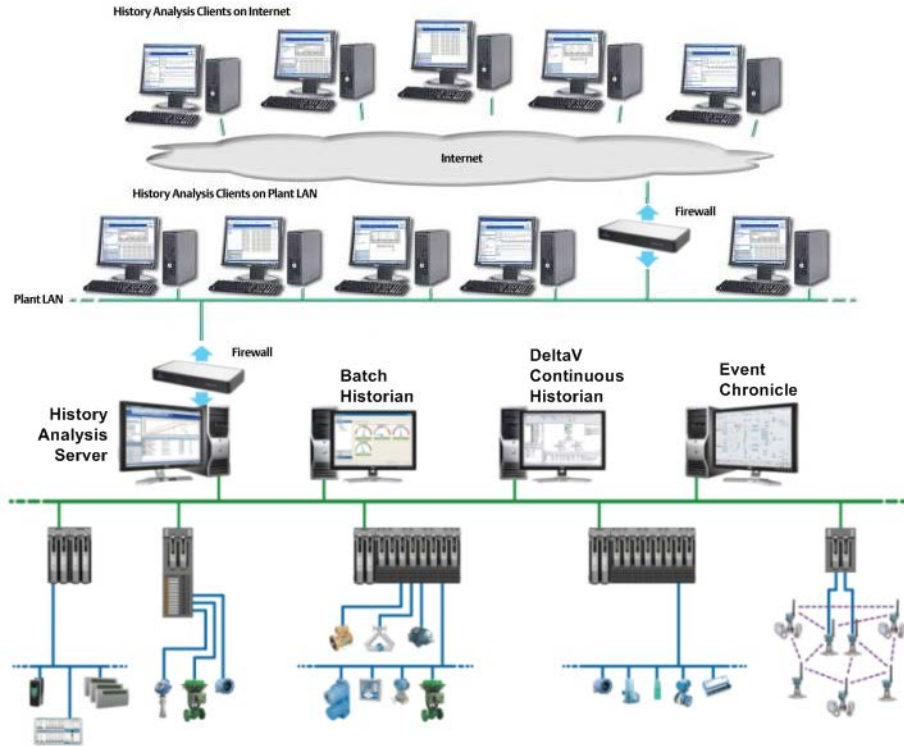 History Analysis Clients on Internet
Internet
History Analysis Clients on Plant LAN
Firewall
Plant LAN
Firewall
History
Analysis
Server
Batch
Historian
DeltaV
Continuous
Historian
Event
Chronicle